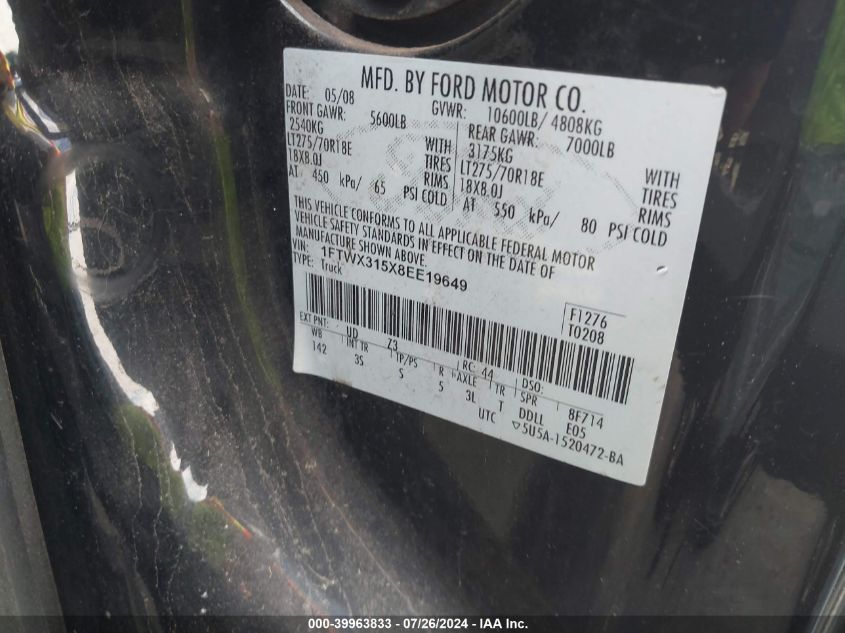 MFD. BY FORD MOTOR CO.
DATE: 05/08 GVWR: 10600LB/ 4808KG
FRONT GAWR: 5600LB REAR GAWR: 7000LB
2540KG WITH 3175KG WITH
LT275/70R18E TIRES LT275/70R18E TIRES
18X8.0J RIMS 18X8.0J RIMS
AT 450 kPa/ 65 PSI COLD AT 550 kPa/ 80 PSI COLD
THIS VEHICLE CONFORMS TO ALL APPLICABLE FEDERAL MOTOR
VEHICLE SAFETY STANDARDS IN EFFECT ON THE DATE OF
MANUFACTURE SHOWN ABOVE.
VIN: 1FTWX315X8EE19649
TYPE: Truck
F1276
T0208
EXT PNT: UD Z3 RC: 44 DSO:
WB INT TR TP/PS R AXLE TR SPR 8F714
142 3S S 5 3L T DDLL E05
UTC ▽5U5A-1520472-BA
000-39963833 / 07/26/2024 - IAA Inc.